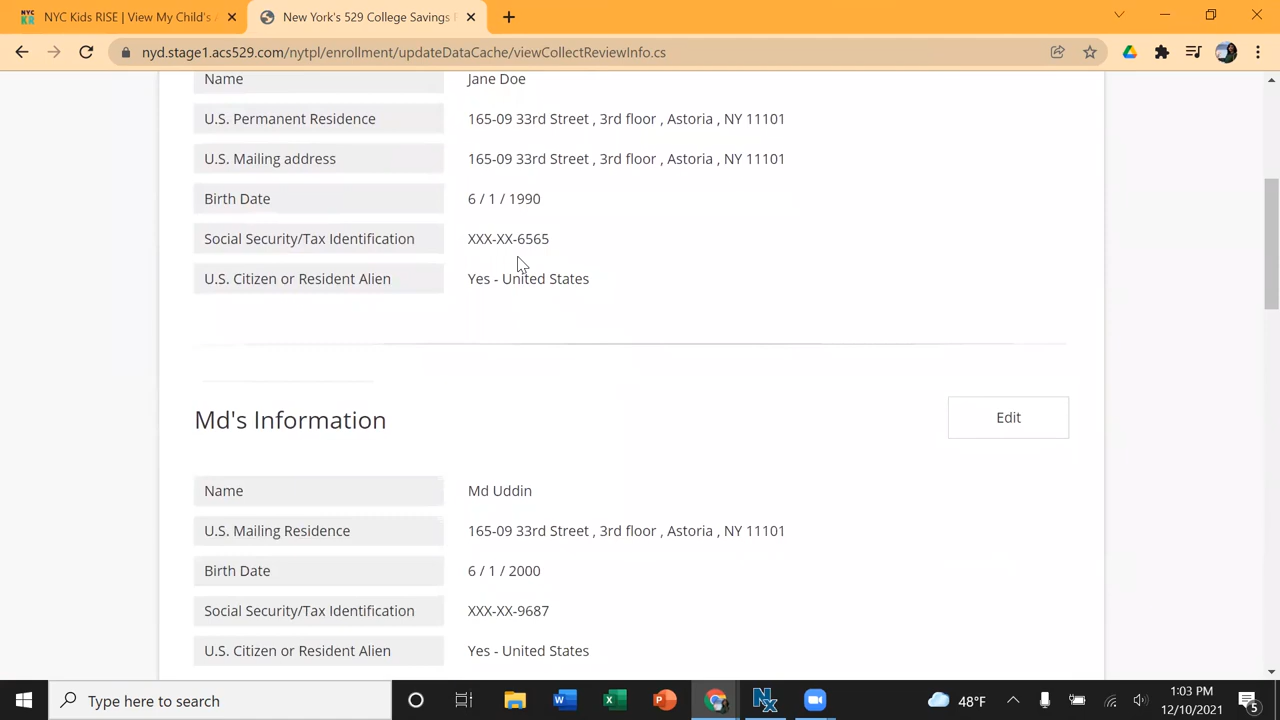 NYC Kids RISE | View My Child's
New York's 529 College Savings
nyd.stage1.acs529.com/nytpl/enrollment/updateDataCache/viewCollectReviewInfo.cs
Name Jane Doe
U.S. Permanent Residence 165-09 33rd Street , 3rd floor , Astoria , NY 11101
U.S. Mailing address 165-09 33rd Street , 3rd floor , Astoria , NY 11101
Birth Date 6 / 1 / 1990
Social Security/Tax Identification XXX-XX-6565
U.S. Citizen or Resident Alien Yes - United States
Md's Information Edit
Name Md Uddin
U.S. Mailing Residence 165-09 33rd Street , 3rd floor , Astoria , NY 11101
Birth Date 6 / 1 / 2000
Social Security/Tax Identification XXX-XX-9687
U.S. Citizen or Resident Alien Yes - United States
Type here to search
48°F
1:03 PM
12/10/2021
5